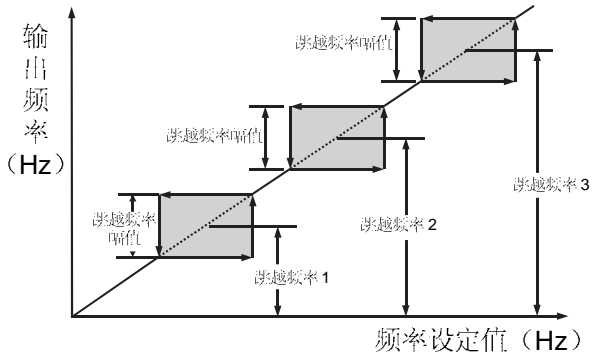 输
出
频
率
（Hz）
跳越频率幅值
跳越频率幅值
跳越频率
幅值
跳越频率 3
跳越频率 2
跳越频率 1
频率设定值（Hz）